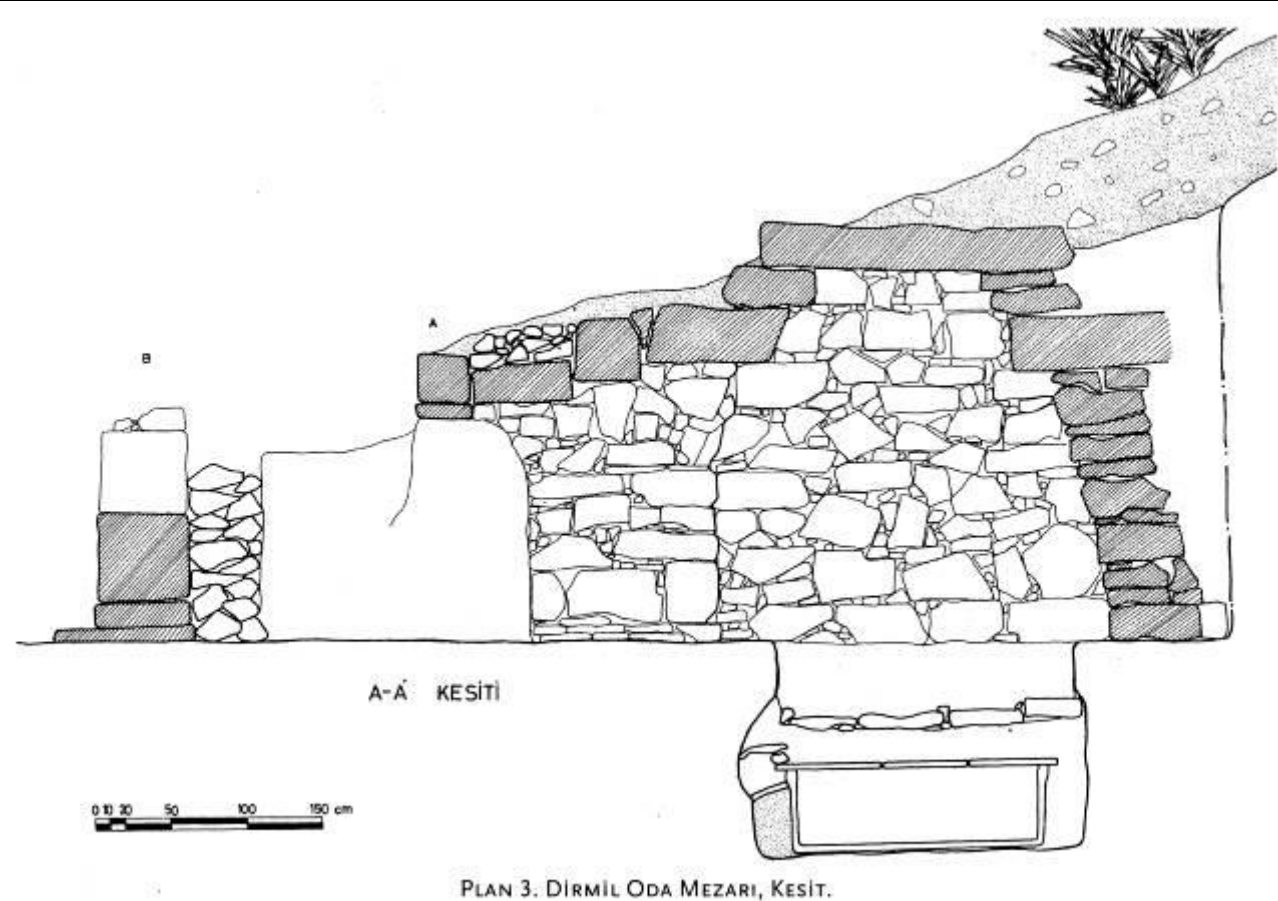 A
B
A-Á KESİTİ
0 10 20 50 100 150 cm
PLAN 3. DİRMİL ODA MEZARI, KESİT.